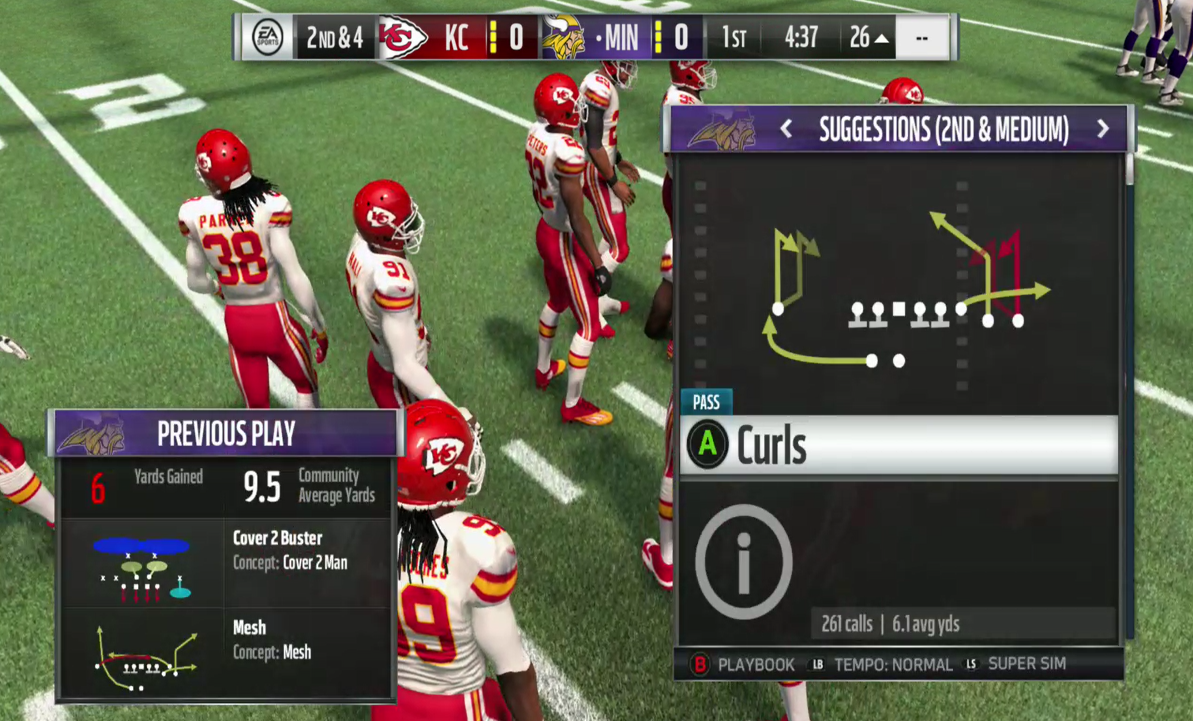 EA SPORTS 2ND & 4 KC 0 • MIN 0 1ST 4:37 26 --
SUGGESTIONS (2ND & MEDIUM)
PETERS
38
91
PASS
A Curls
PREVIOUS PLAY
6 Yards Gained 9.5 Community
Average Yards
Cover 2 Buster
Concept: Cover 2 Man
Mesh
Concept: Mesh
i
261 calls | 6.1 avg yds
B PLAYBOOK LB TEMPO: NORMAL LS SUPER SIM